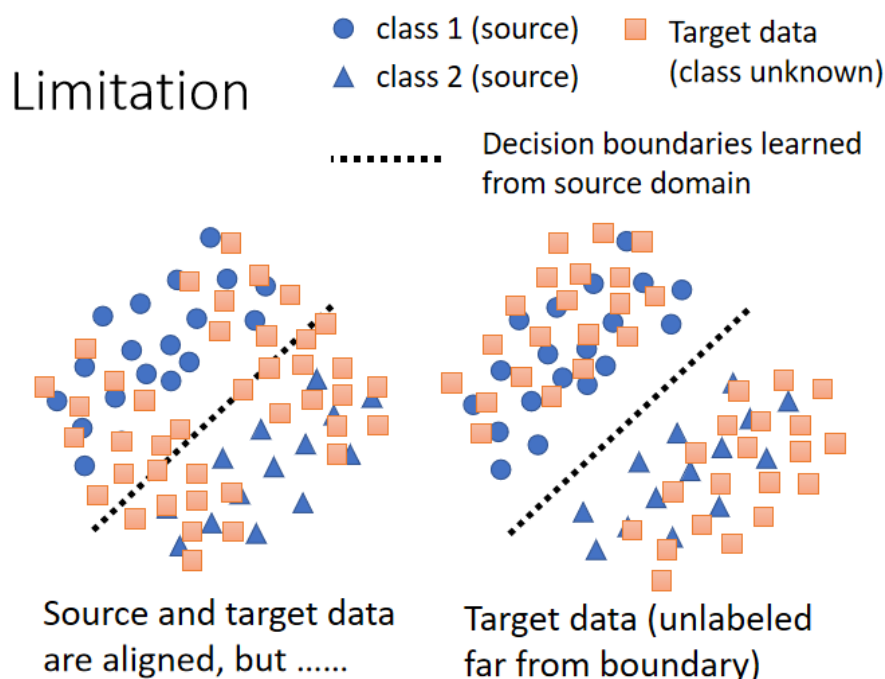 Limitation
class 1 (source)
class 2 (source)
Target data
(class unknown)
Decision boundaries learned
from source domain
Source and target data
are aligned, but ......
Target data (unlabeled
far from boundary)